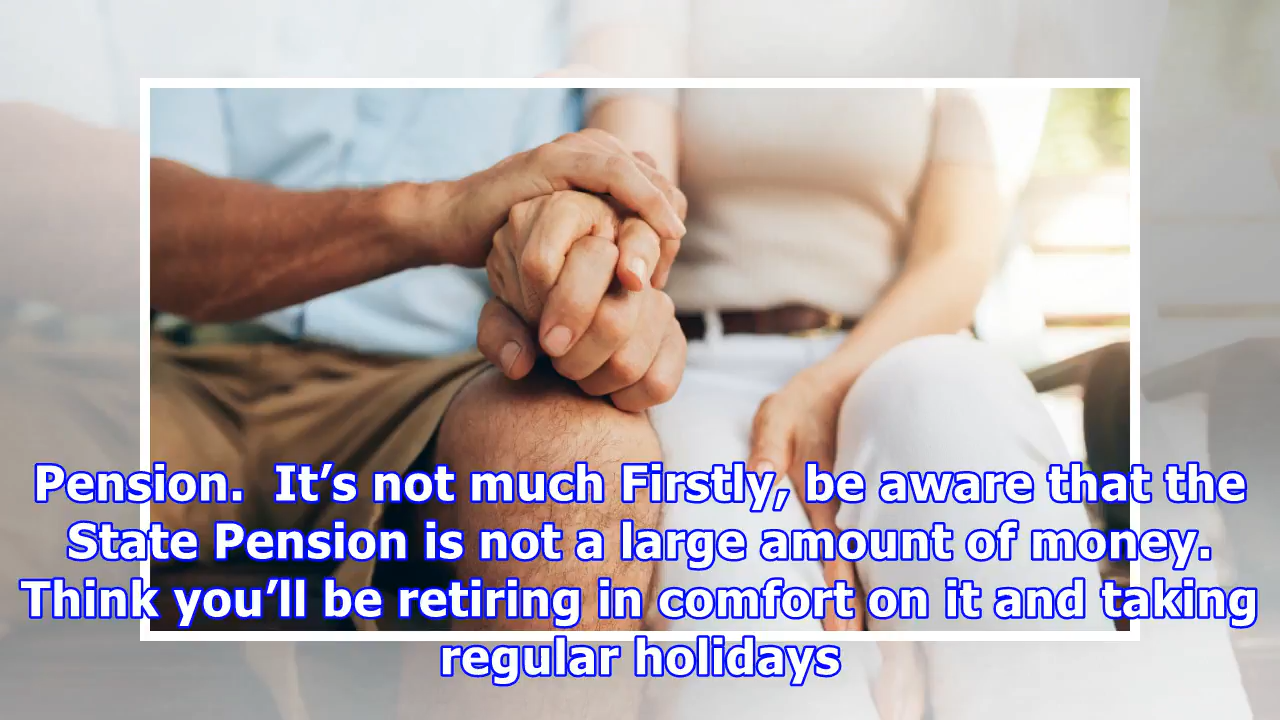 Pension.  It’s not much Firstly, be aware that the
State Pension is not a large amount of money.
Think you’ll be retiring in comfort on it and taking
regular holidays